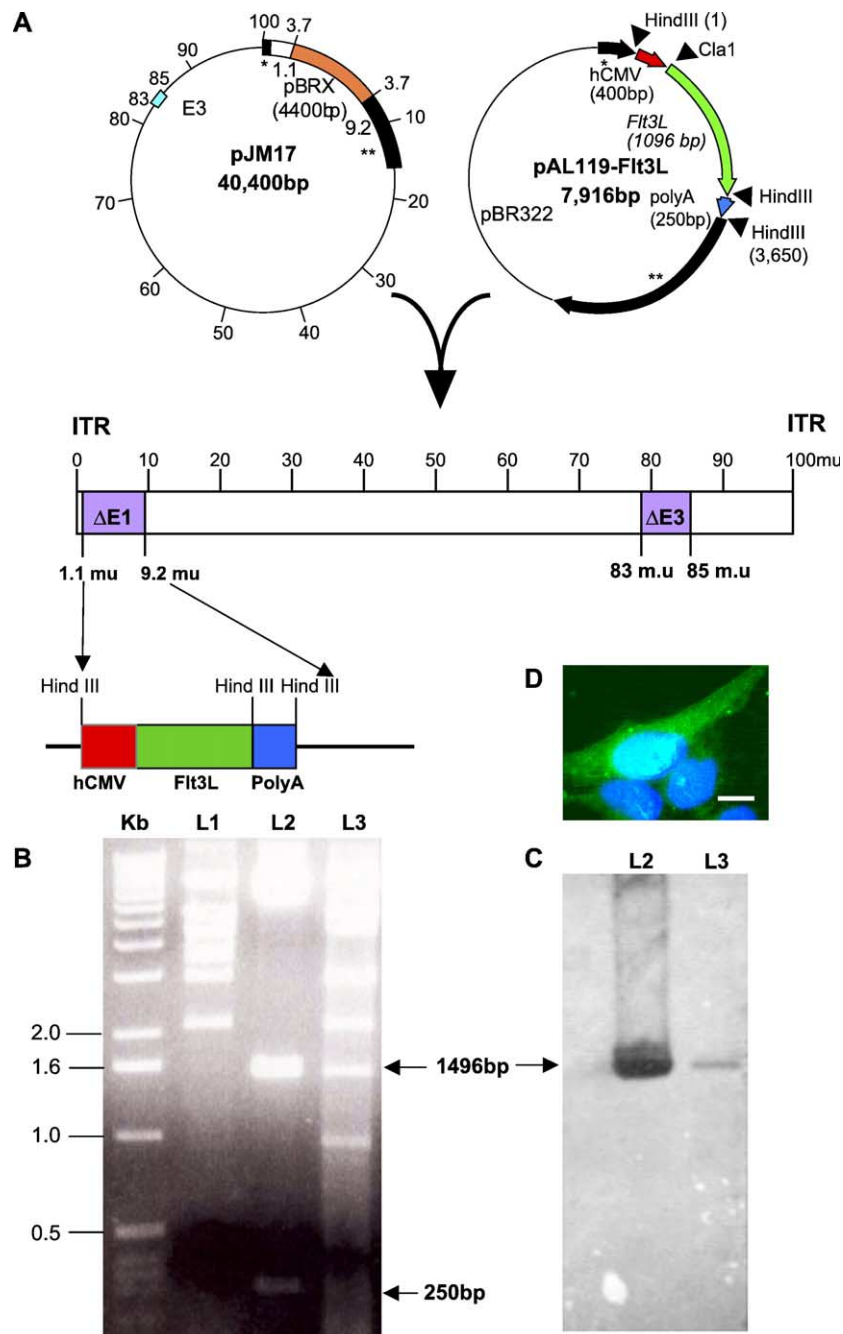 A
100
3.7
90
85
83
80
70
60
50
40
30
20
10
3.7
9.2
1.1
*
**
E3
pBRX
(4400bp)
pJM17
40,400bp
HindIII (1)
Cla1
*
hCMV
(400bp)
Flt3L
(1096 bp)
pAL119-Flt3L
7,916bp
polyA
(250bp)
HindIII
HindIII
(3,650)
pBR322
**
ITR
ITR
0 10 20 30 40 50 60 70 80 90 100mu
ΔE1
ΔE3
1.1 mu
9.2 mu
83 m.u
85 m.u
Hind III
Hind III
Hind III
hCMV
Flt3L
PolyA
D
B
Kb L1 L2 L3
2.0
1.6
1.0
0.5
1496bp
250bp
C
L2 L3